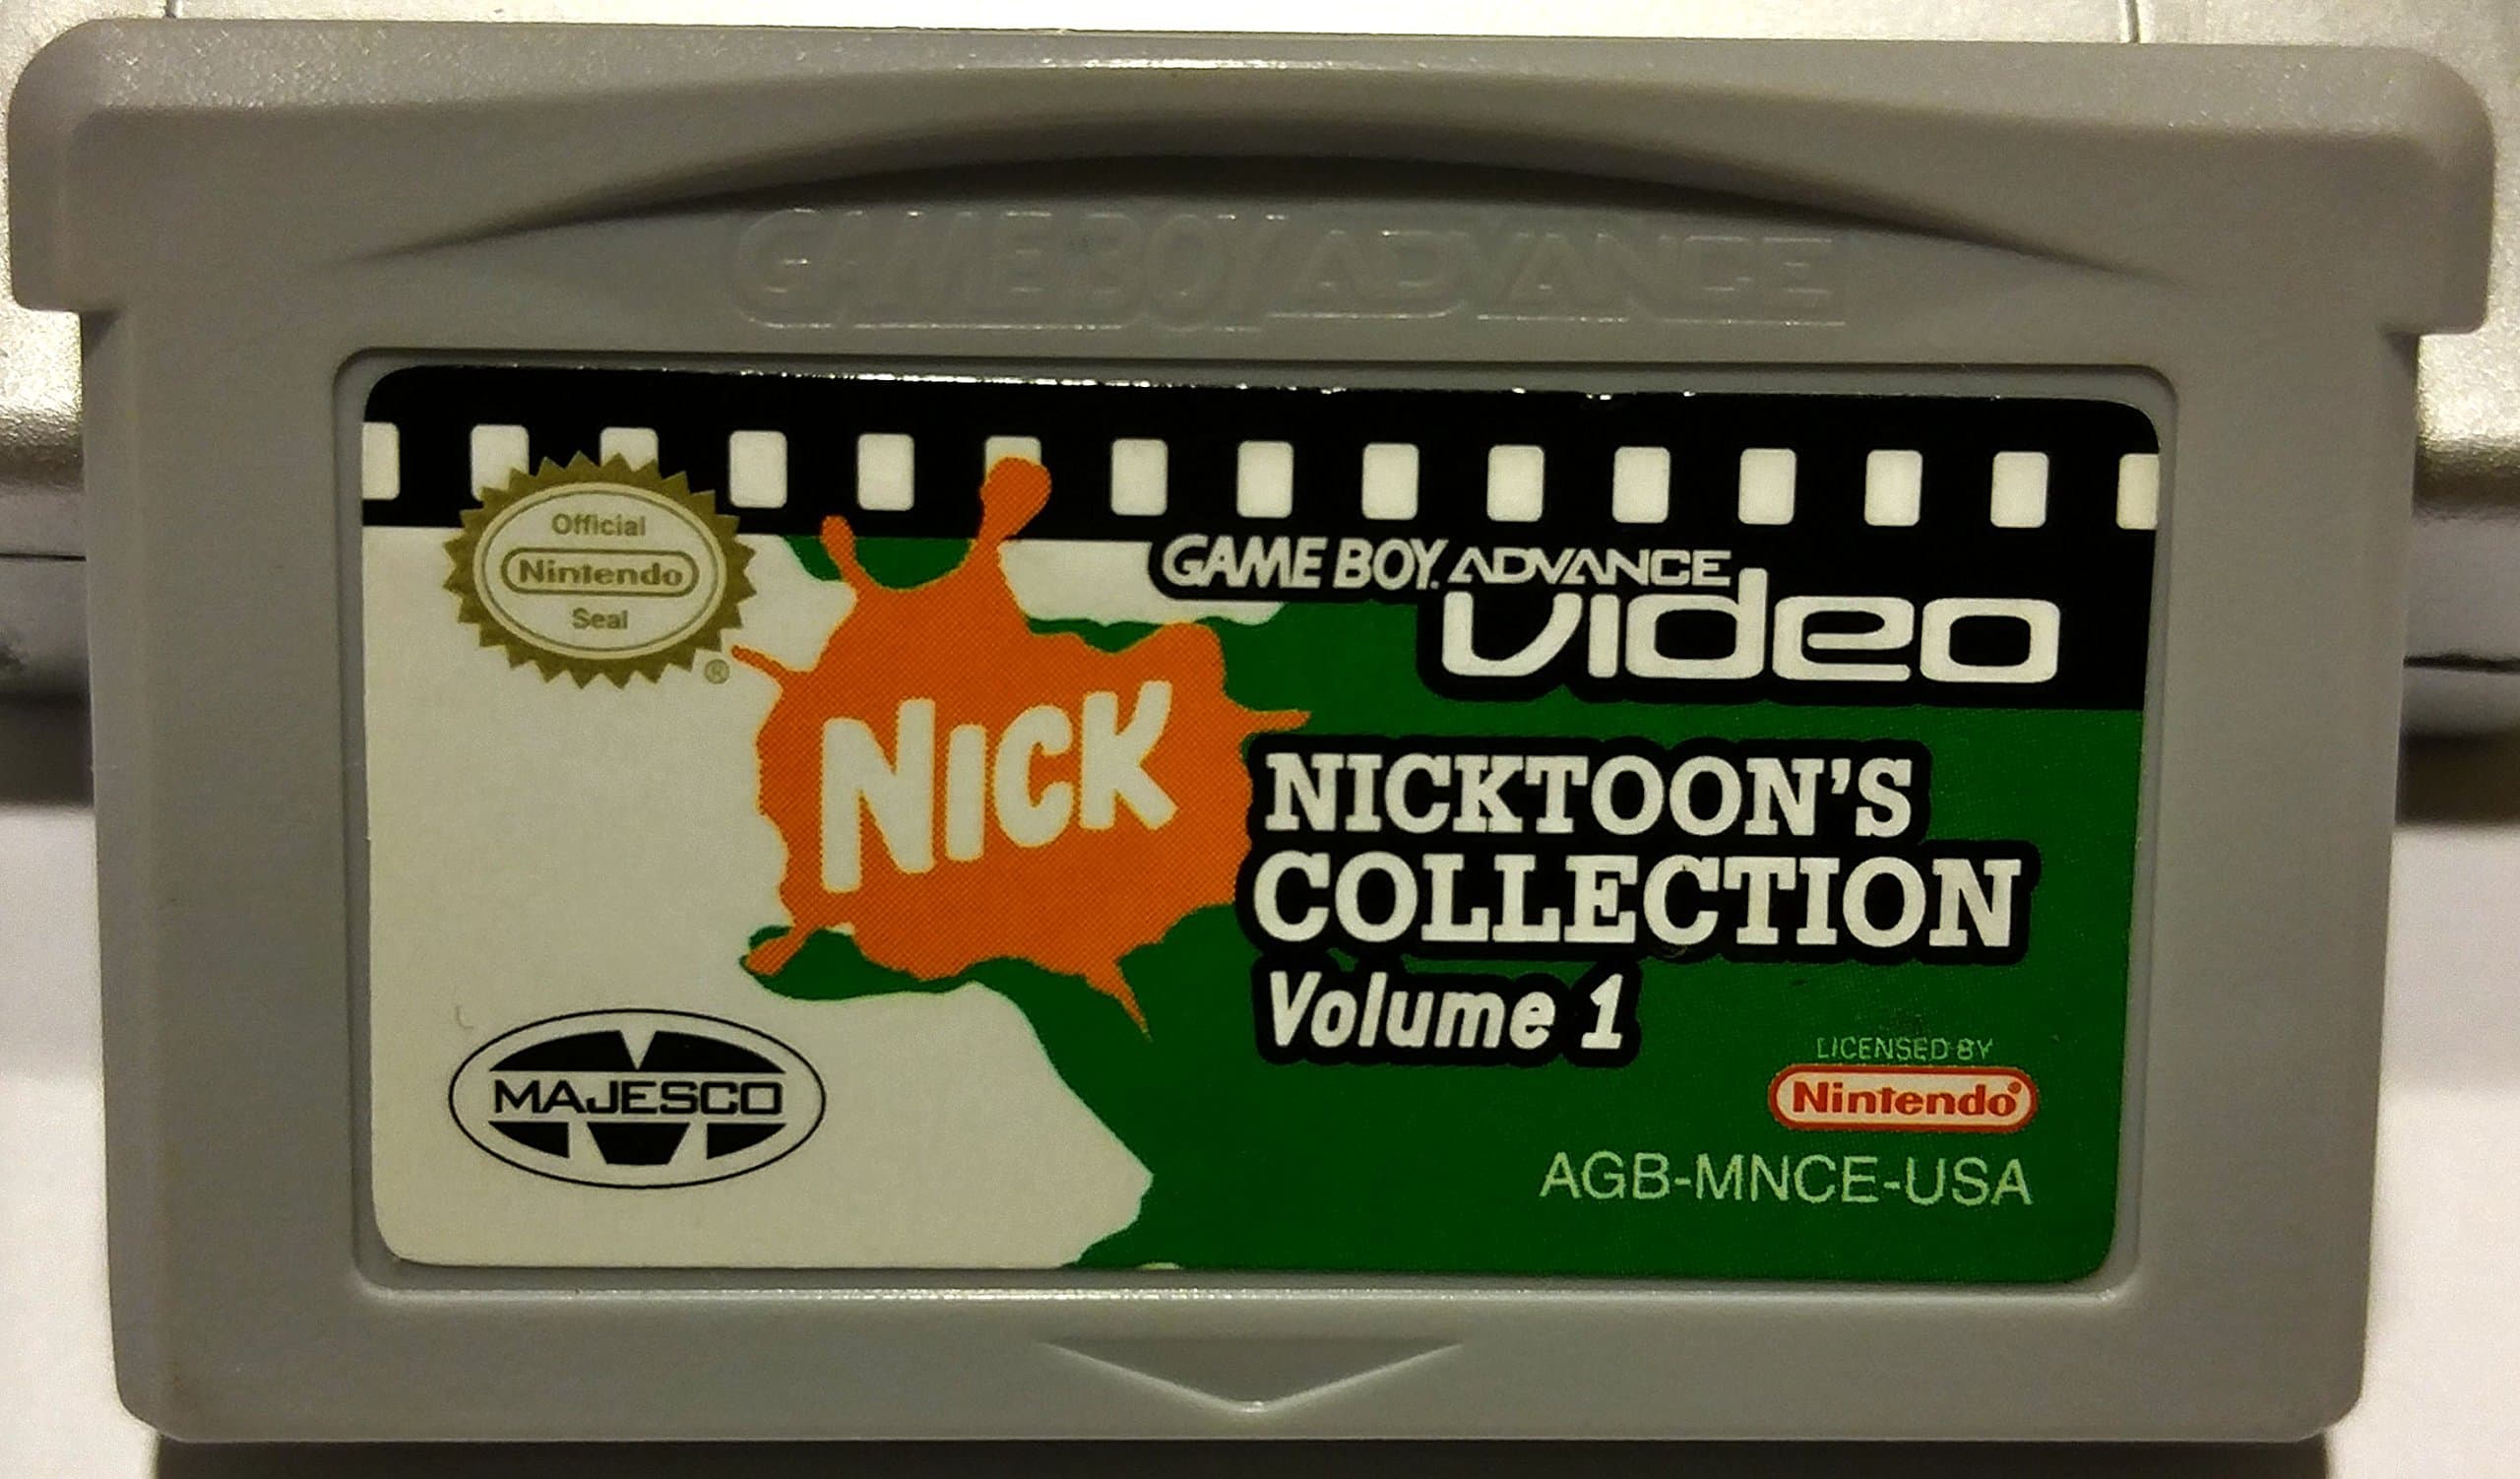 GAME BOY ADVANCE
Official
Nintendo
Seal
®
GAME BOY ADVANCE
video
NICK
NICKTOON'S
COLLECTION
Volume 1
MAJESCO
LICENSED BY
Nintendo®
AGB-MNCE-USA